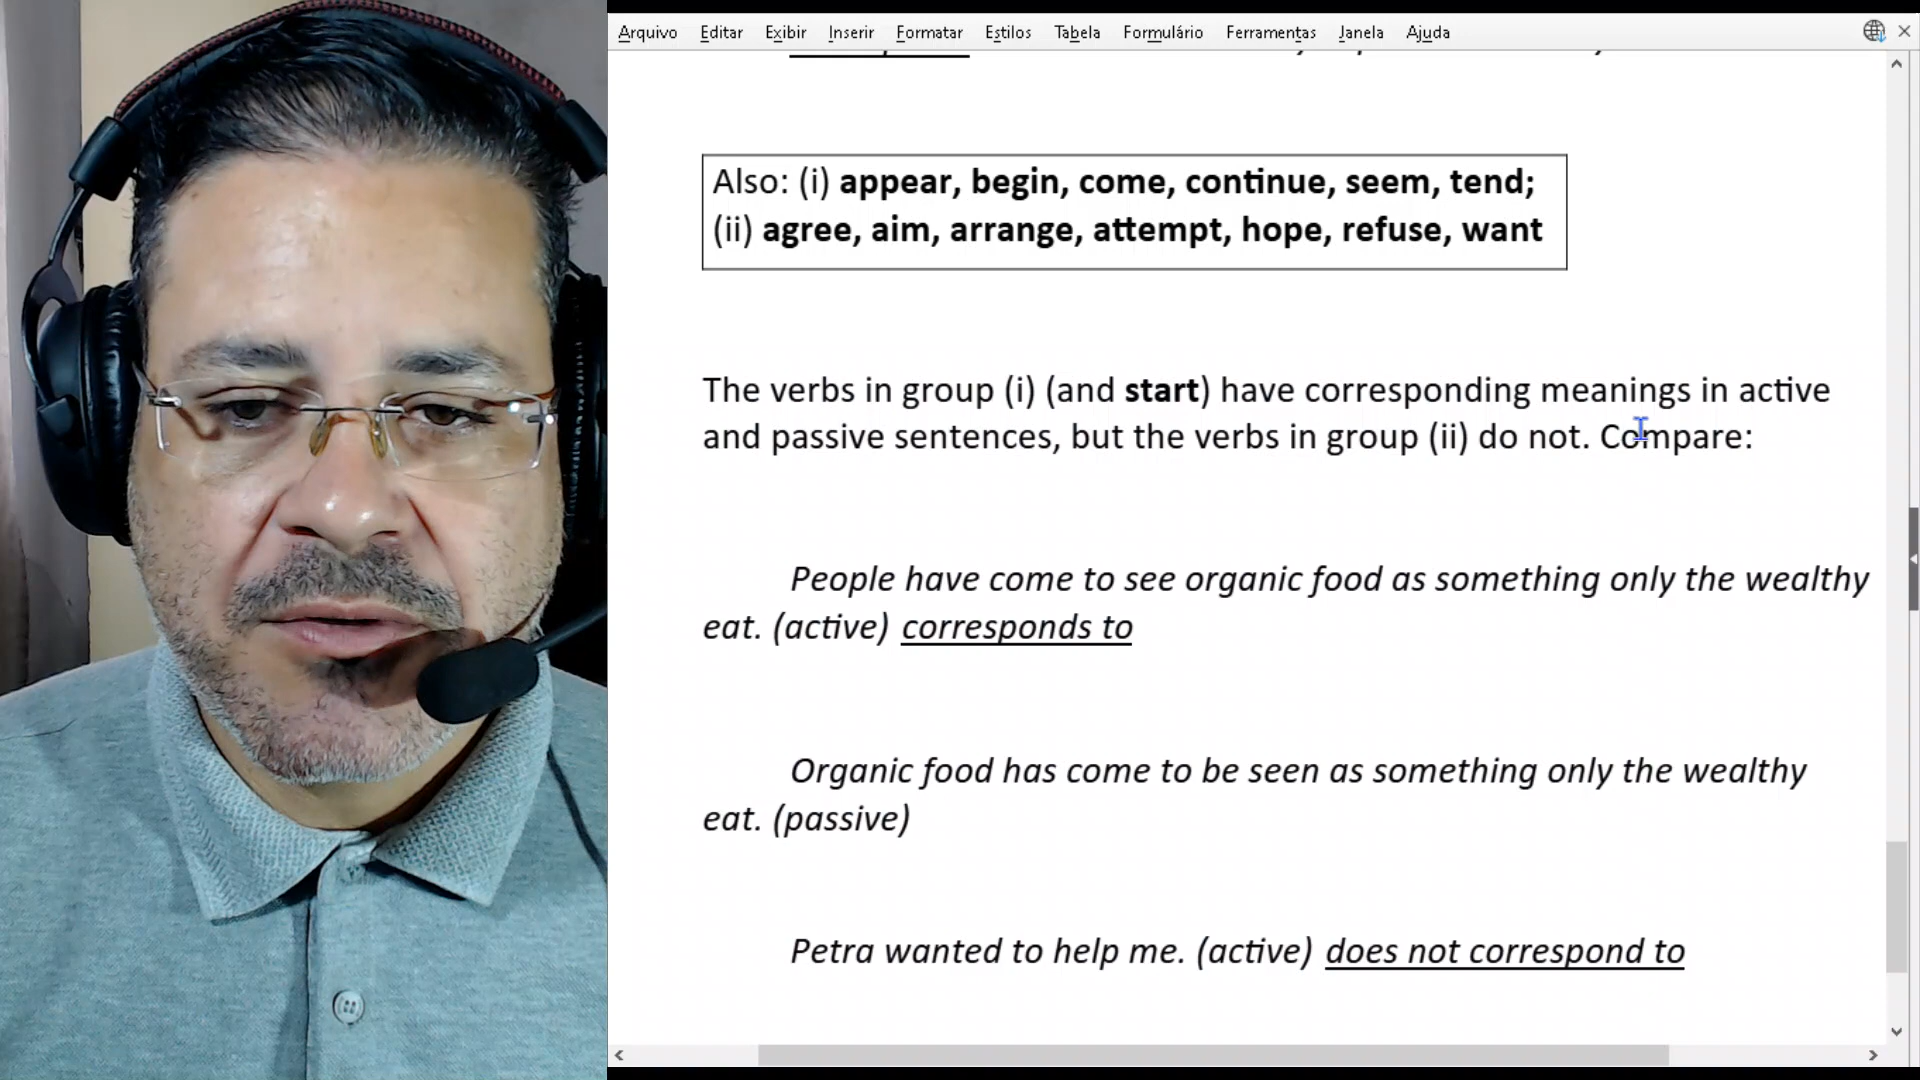 Arquivo Editar Exibir Inserir Formatar Estilos Tabela Formulário Ferramentas Janela Ajuda
Also: (i) appear, begin, come, continue, seem, tend;
(ii) agree, aim, arrange, attempt, hope, refuse, want
The verbs in group (i) (and start) have corresponding meanings in active
and passive sentences, but the verbs in group (ii) do not. Compare:
People have come to see organic food as something only the wealthy
eat. (active) corresponds to
Organic food has come to be seen as something only the wealthy
eat. (passive)
Petra wanted to help me. (active) does not correspond to